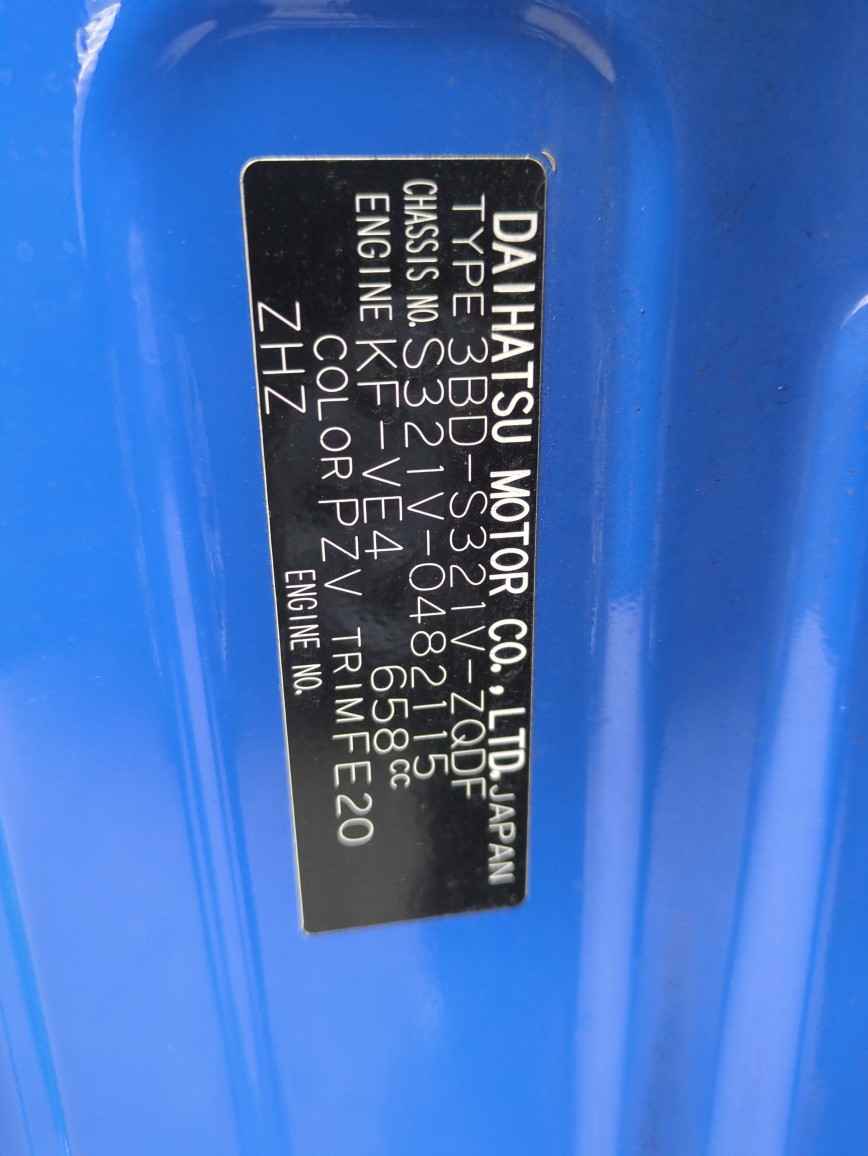 DAIHATSU MOTOR CO.,LTD. JAPAN
TYPE 3BD-S321V-ZQDF
CHASSIS NO. S321V-0482115
ENGINE KF-VE4 658cc
COLOR PZV TRIM FE20
ZHZ ENGINE NO.